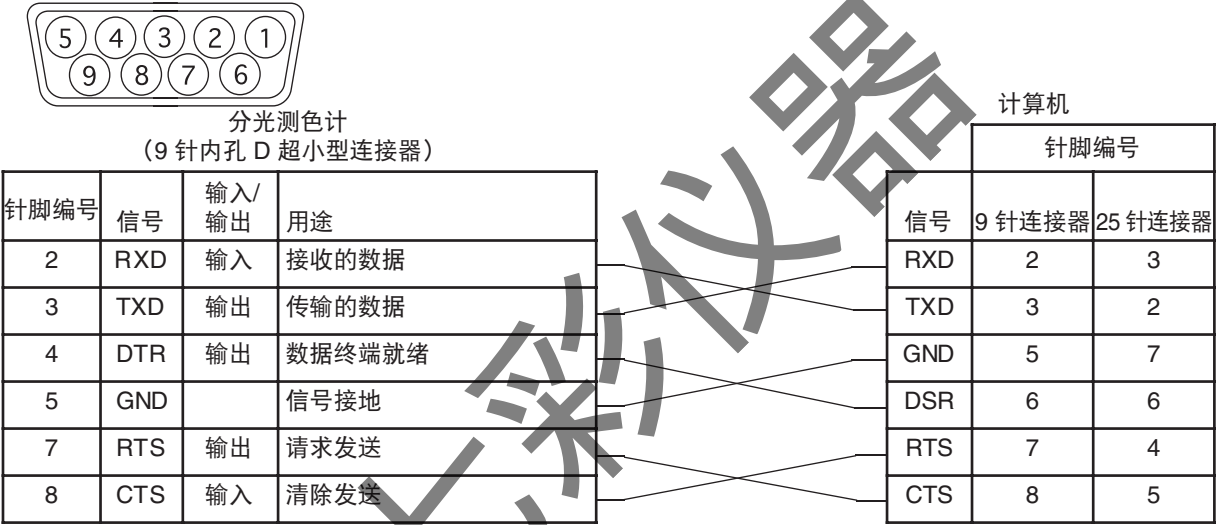 5 4 3 2 1
9 8 7 6
分光测色计
（9 针内孔 D 超小型连接器）
针脚编号 信号 输入/输出 用途
2 RXD 输入 接收的数据
3 TXD 输出 传输的数据
4 DTR 输出 数据终端就绪
5 GND 信号接地
7 RTS 输出 请求发送
8 CTS 输入 清除发送
计算机
针脚编号
信号 9 针连接器 25 针连接器
RXD 2 3
TXD 3 2
GND 5 7
DSR 6 6
RTS 7 4
CTS 8 5
彩仪器